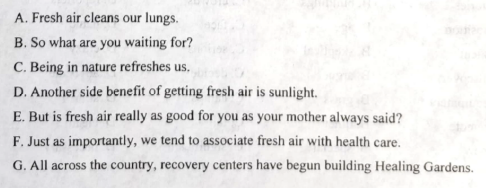 A. Fresh air cleans our lungs.
B. So what are you waiting for?
C. Being in nature refreshes us.
D. Another side benefit of getting fresh air is sunlight.
E. But is fresh air really as good for you as your mother always said?
F. Just as importantly, we tend to associate fresh air with health care.
G. All across the country, recovery centers have begun building Healing Gardens.